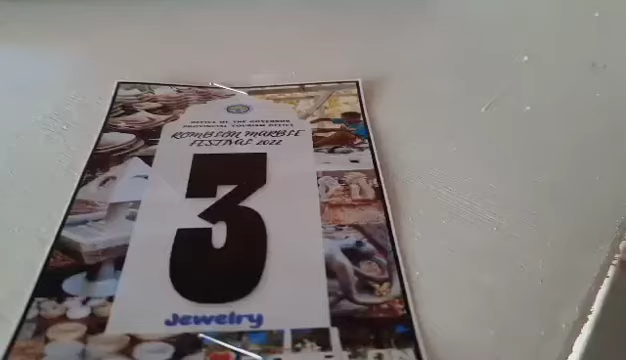 OFFICE OF THE GOVERNOR
PROVINCIAL TOURISM OFFICE
ROMBLON MARBLE
FESTIVAL 2022
3
Jewelry